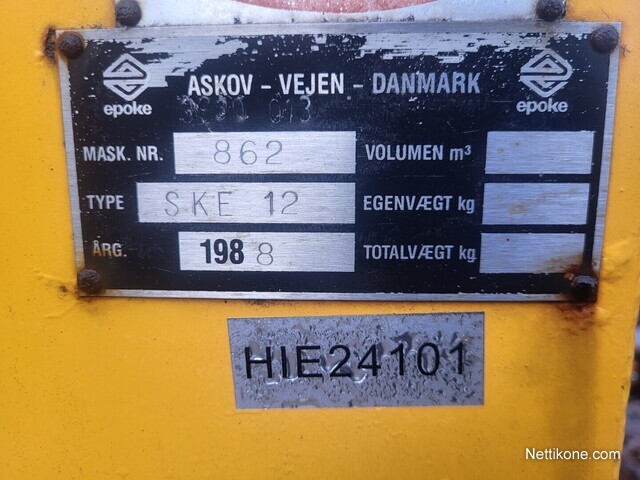 ASKOV - VEJEN - DANMARK
epoke
epoke
MASK. NR. 862 VOLUMEN m³
TYPE SKE 12 EGENVÆGT kg
ÅRG. 1988 TOTALVÆGT kg
HIE24101
Nettikone.com